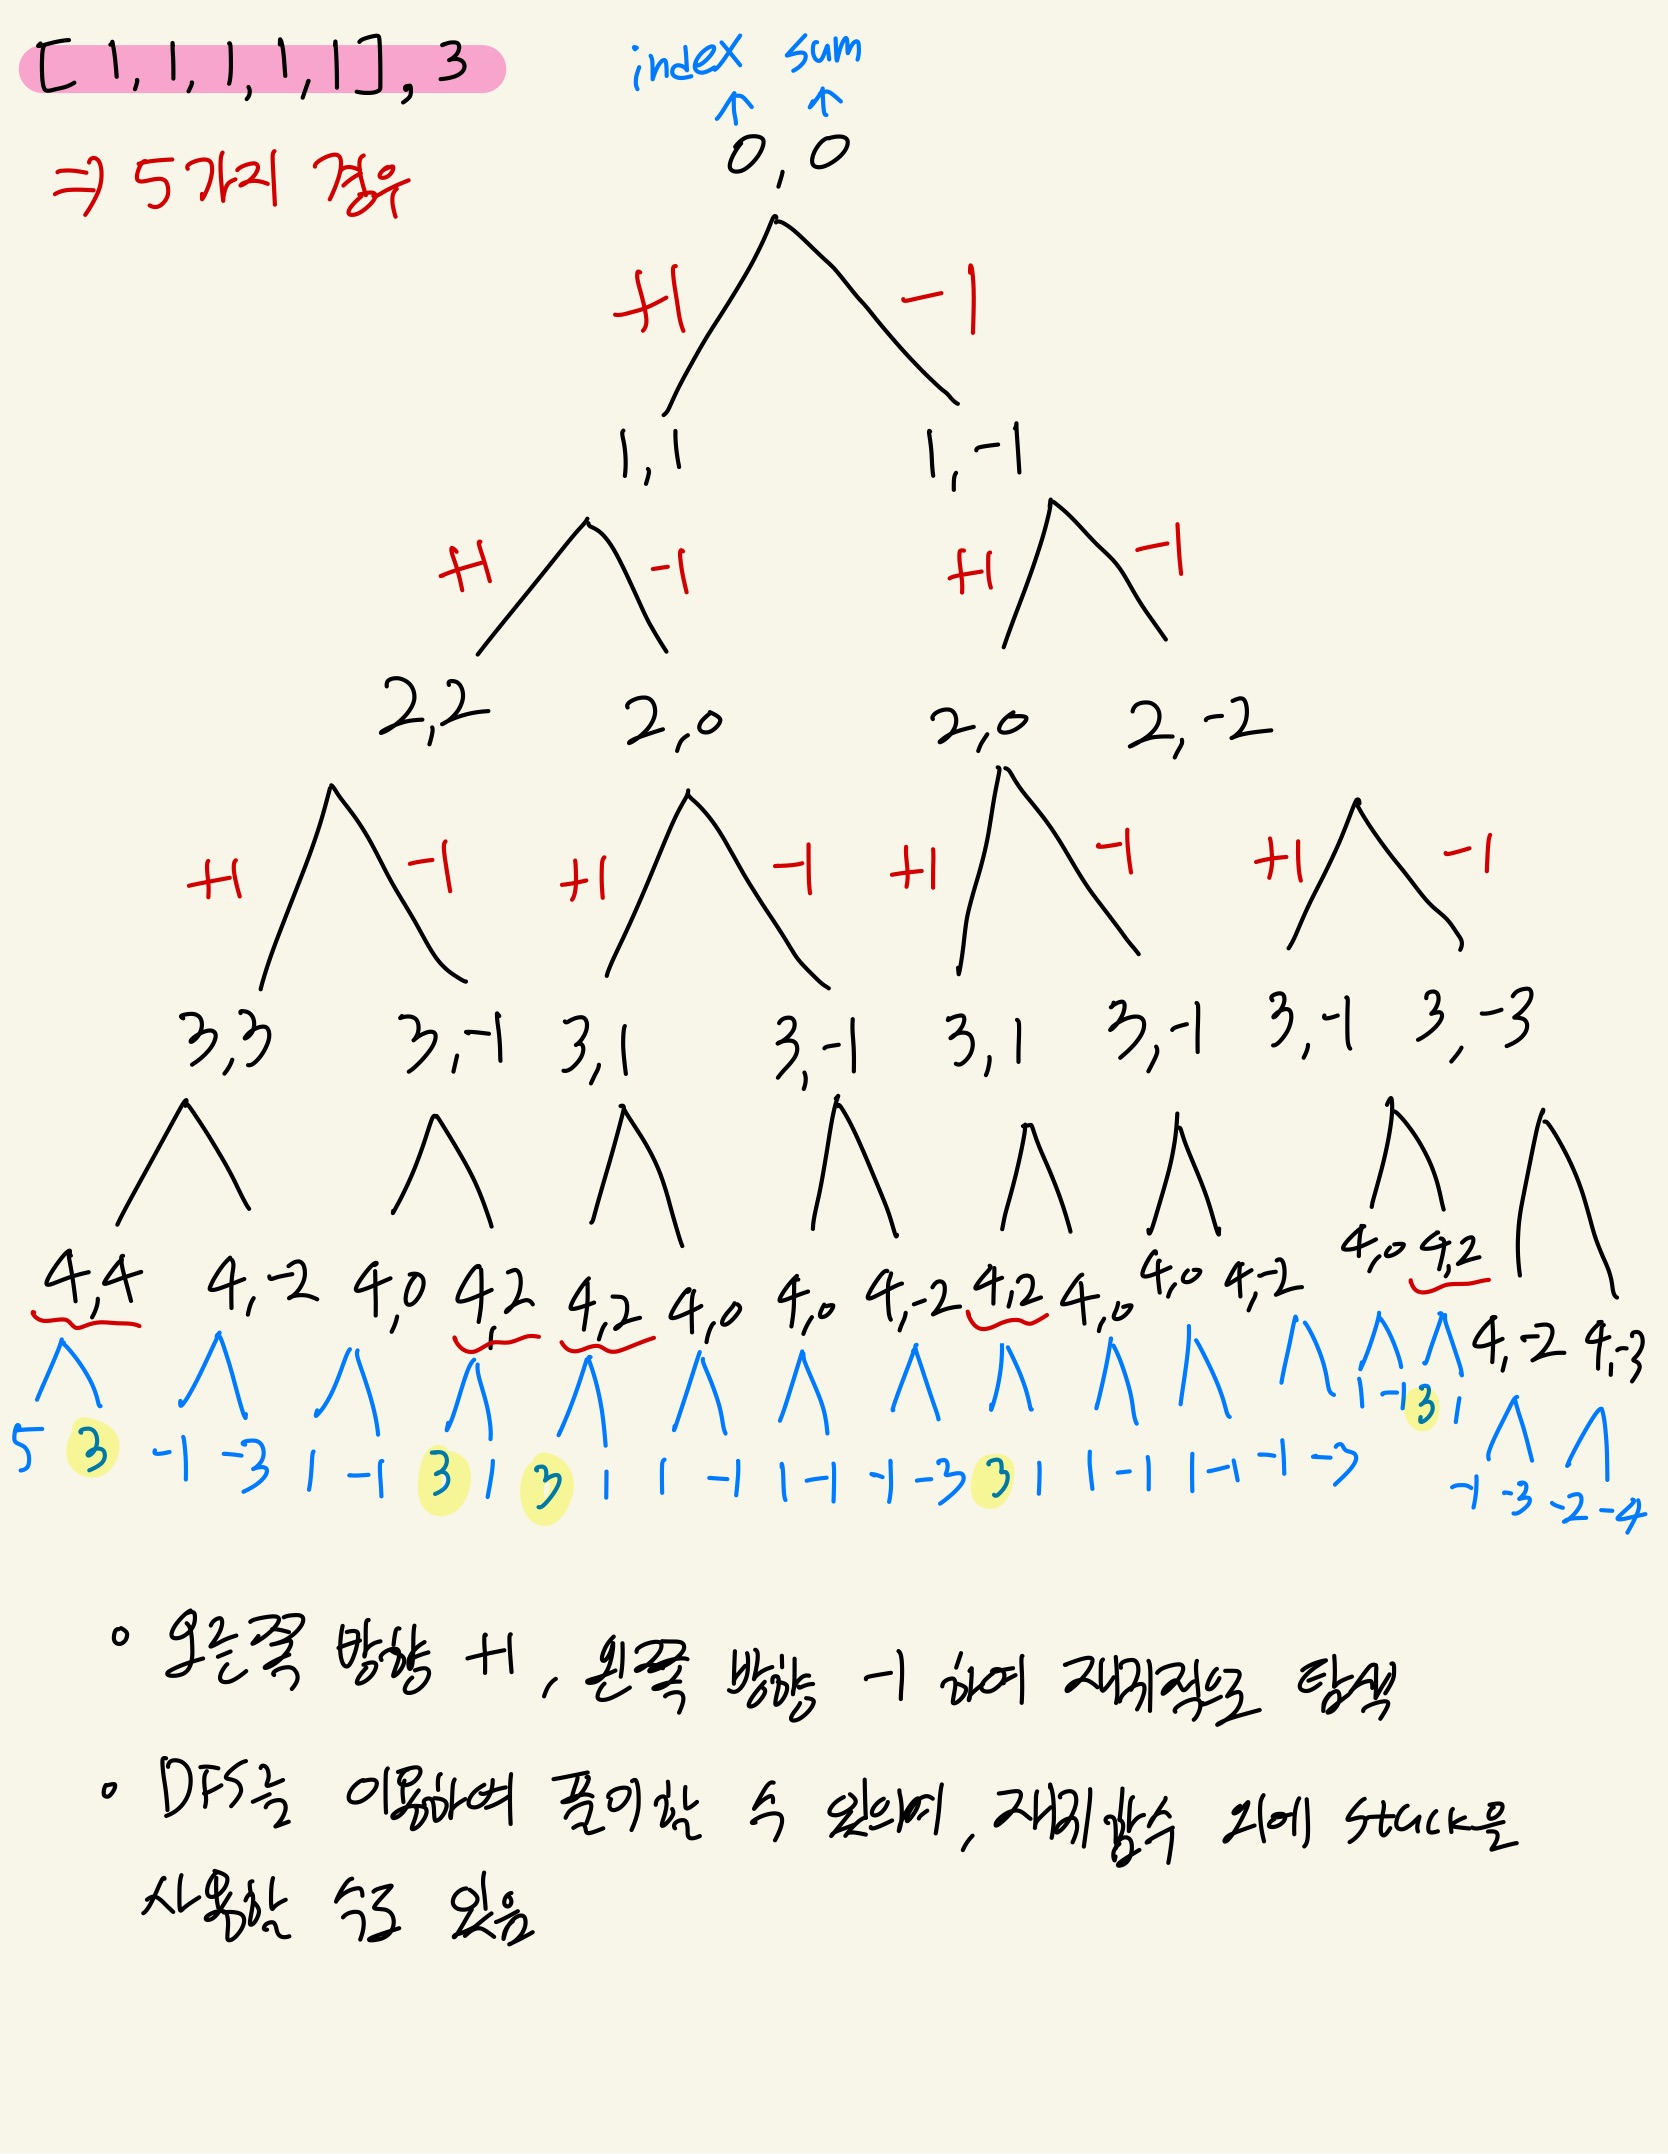 [1,1,1,1,1],3
index sum
⇒ 5가지 경우
↑ ↑
0,0
+1 -1
1,1 1,-1
+1 -1 +1 -1
2,2 2,0 2,0 2,-2
+1 -1 +1 -1 +1 -1 +1 -1
3,3 3,-1 3,1 3,-1 3,1 3,-1 3,-1 3,-3
4,4 4,-2 4,0 4,2 4,2 4,0 4,0 4,-2 4,2 4,0 4,0 4,-2 4,0 4,2 4,-2 4,-3
5 3 -1 -3 1 -1 3 1 3 1 1 -1 1 -1 -1 -3 3 1 1 -1 1 -1 -1 -3 1 -1 3 1 -1 -3 -2 -4
◦ 오른쪽 방향 +1, 왼쪽 방향 -1 하여 재귀적으로 탐색
◦ DFS를 이용하여 풀이할 수 있으며, 재귀함수 외에 stack을
사용할 수도 있음